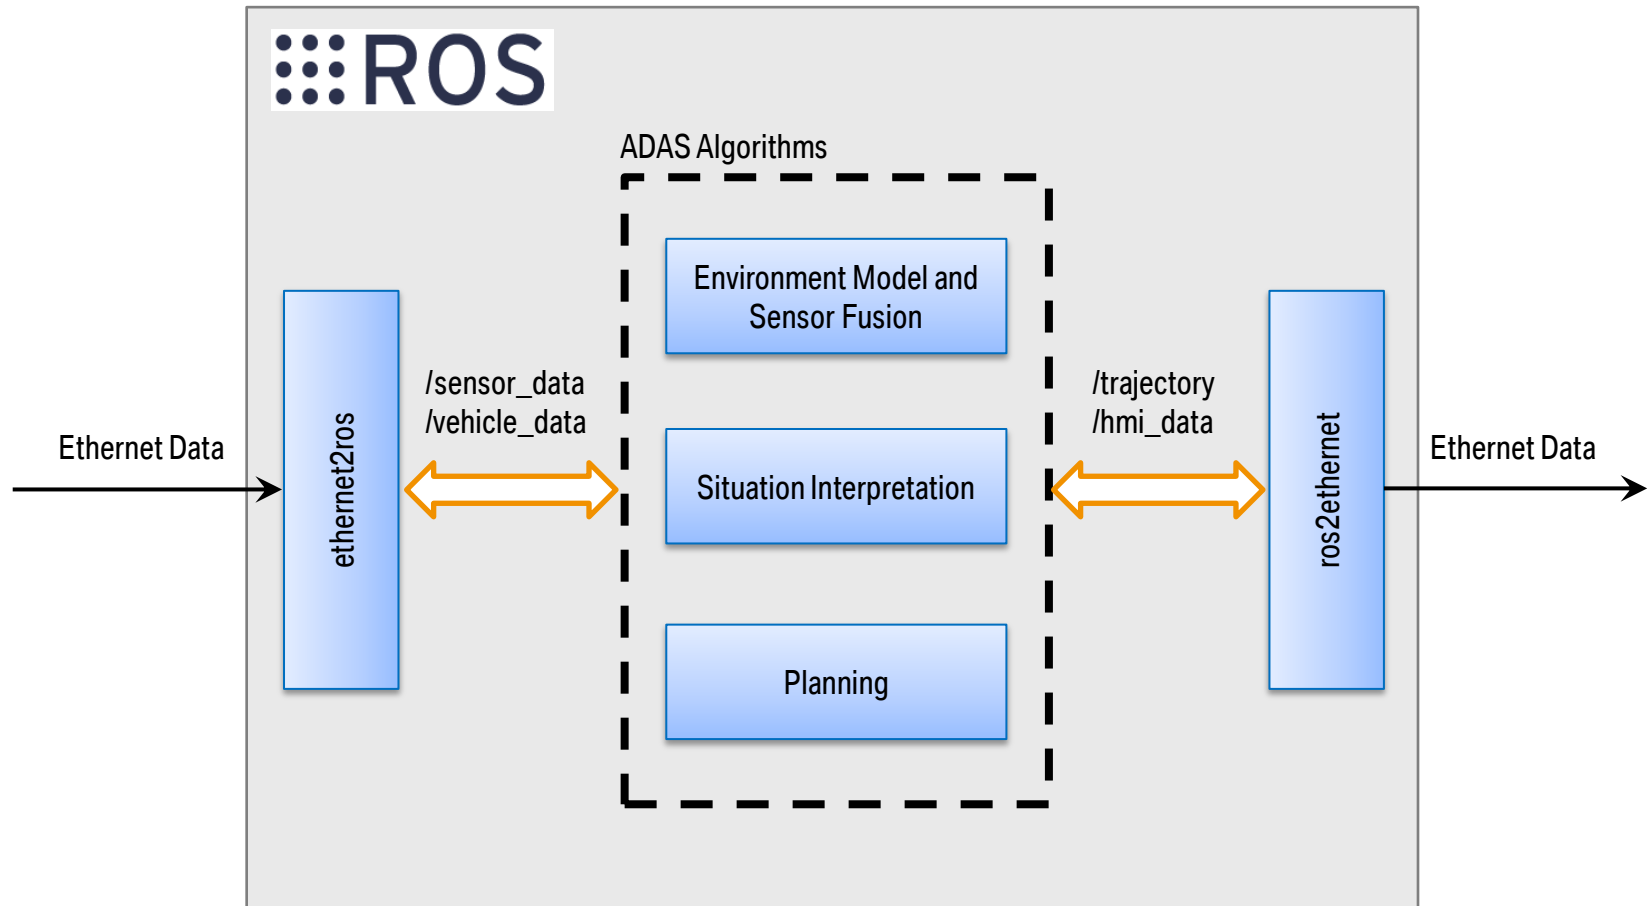 ROS
ADAS Algorithms
Environment Model and
Sensor Fusion
/sensor_data
/vehicle_data
/trajectory
/hmi_data
Ethernet Data
ethernet2ros
Situation Interpretation
ros2ethernet
Ethernet Data
Planning